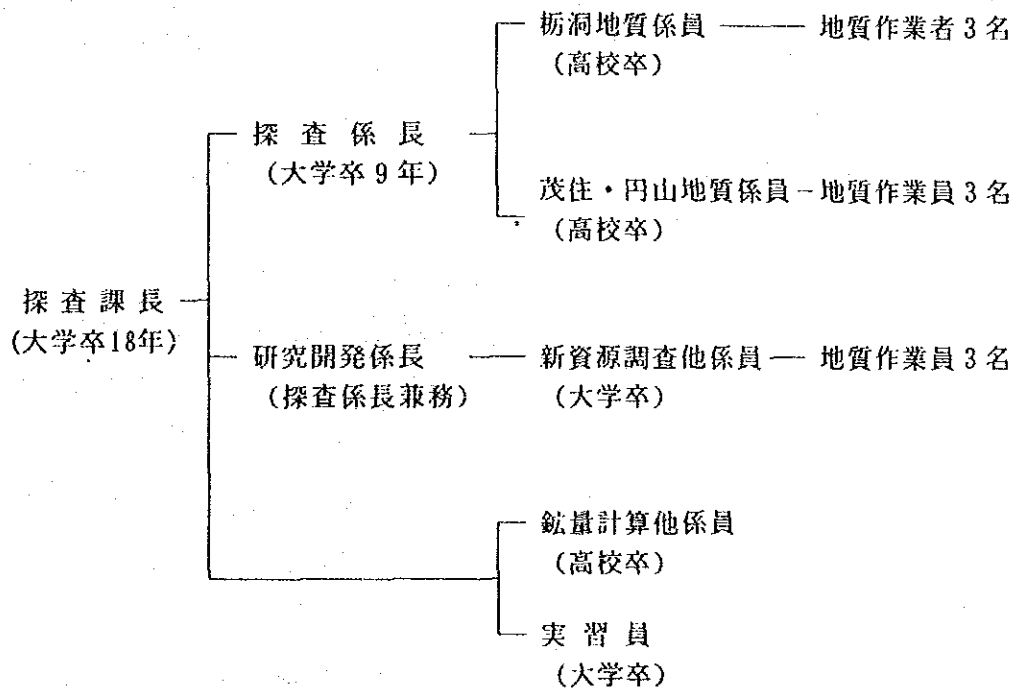 栃洞地質係員 —— 地質作業者3名
(高校卒)
探査係長
(大学卒9年)
茂住・円山地質係員 - 地質作業員3名
(高校卒)
探査課長
(大学卒18年)
研究開発係長 — 新資源調査他係員 — 地質作業員3名
(探査係長兼務) (大学卒)
鉱量計算他係員
(高校卒)
実習員
(大学卒)